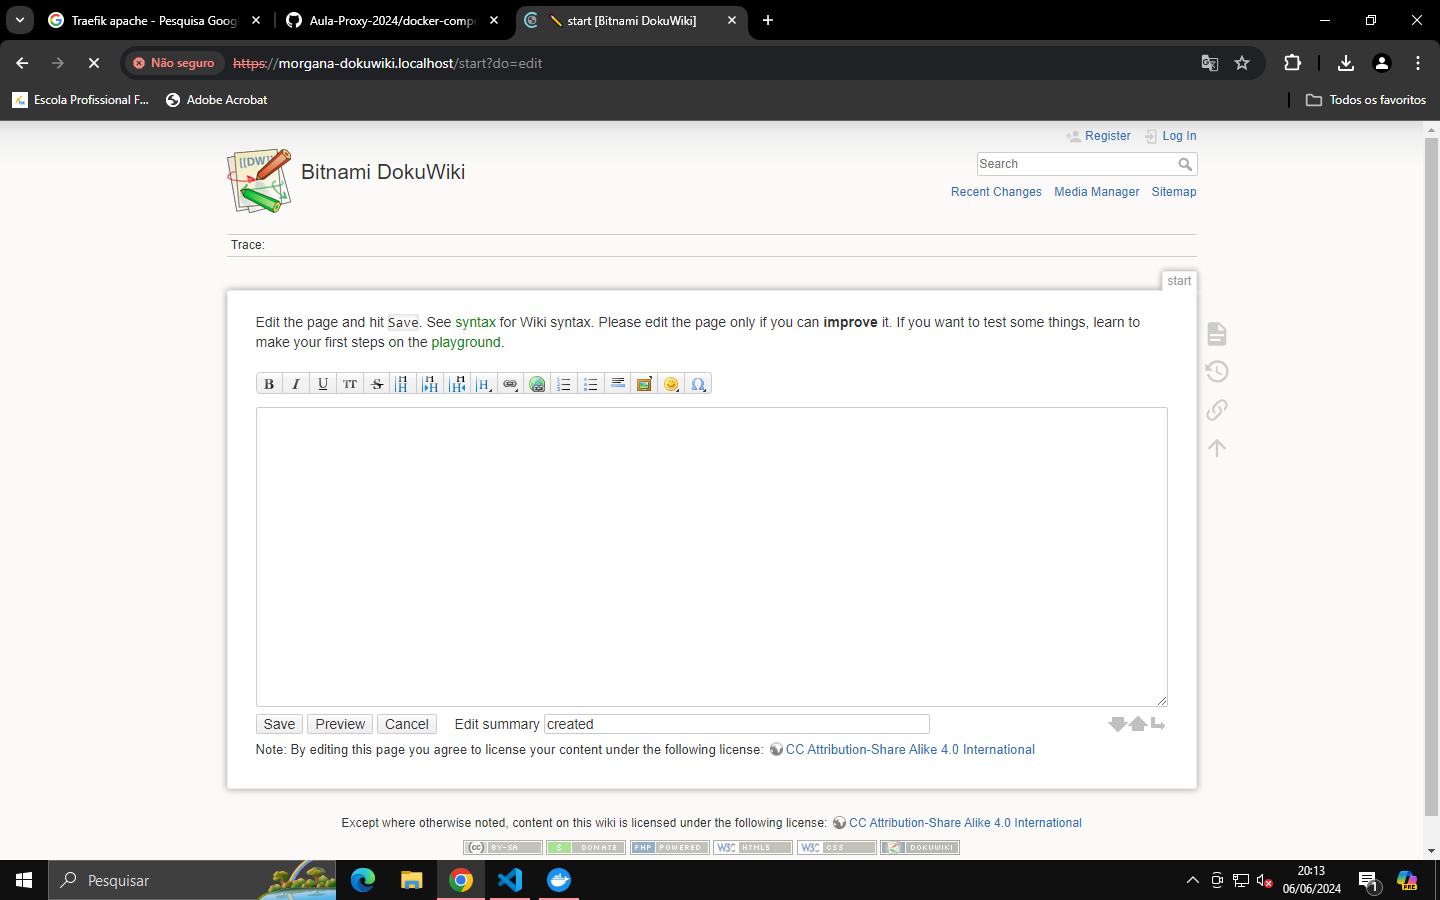 Traefik apache - Pesquisa Goog
Aula-Proxy-2024/docker-compo
start [Bitnami DokuWiki]
Não seguro
https://morgana-dokuwiki.localhost/start?do=edit
Escola Profissional F...
Adobe Acrobat
Todos os favoritos
Register
Log In
[[DW]]
Bitnami DokuWiki
Search
Recent Changes
Media Manager
Sitemap
Trace:
start
Edit the page and hit Save. See syntax for Wiki syntax. Please edit the page only if you can improve it. If you want to test some things, learn to
make your first steps on the playground.
B I U TT S H H H H H H H
Save
Preview
Cancel
Edit summary
created
Note: By editing this page you agree to license your content under the following license:
CC Attribution-Share Alike 4.0 International
Except where otherwise noted, content on this wiki is licensed under the following license:
CC Attribution-Share Alike 4.0 International
CC BY-SA
$ DONATE
PHP POWERED
W3C HTML5
W3C CSS
DOKUWIKI
Pesquisar
20:13
06/06/2024
1
PRE